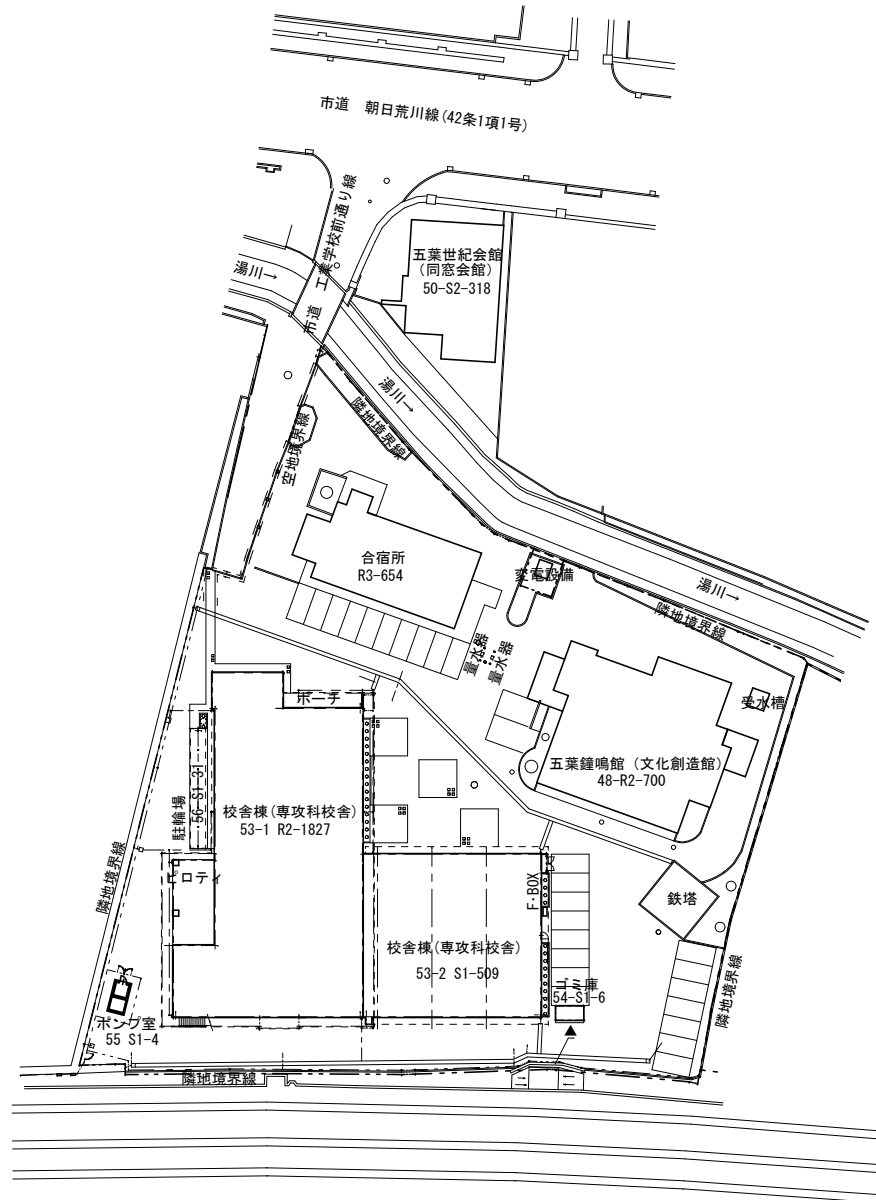 市道　朝日荒川線(42条1項1号)
市道　工業学校前通り線
五葉世紀会館
(同窓会館)
50-S2-318
湯川→
湯川→
隣地境界線
空地境界線
合宿所
R3-654
変電設備
湯川→
隣地境界線
量水器
量水器
受水槽
ポーチ
五葉鐘鳴館（文化創造館）
48-R2-700
駐輪場
56-S1-31
校舎棟(専攻科校舎)
53-1 R2-1827
隣地境界線
ピロティ
F・BOX
鉄塔
校舎棟(専攻科校舎)
53-2 S1-509
ゴミ庫
54-S1-6
隣地境界線
ポンプ室
55 S1-4
隣地境界線